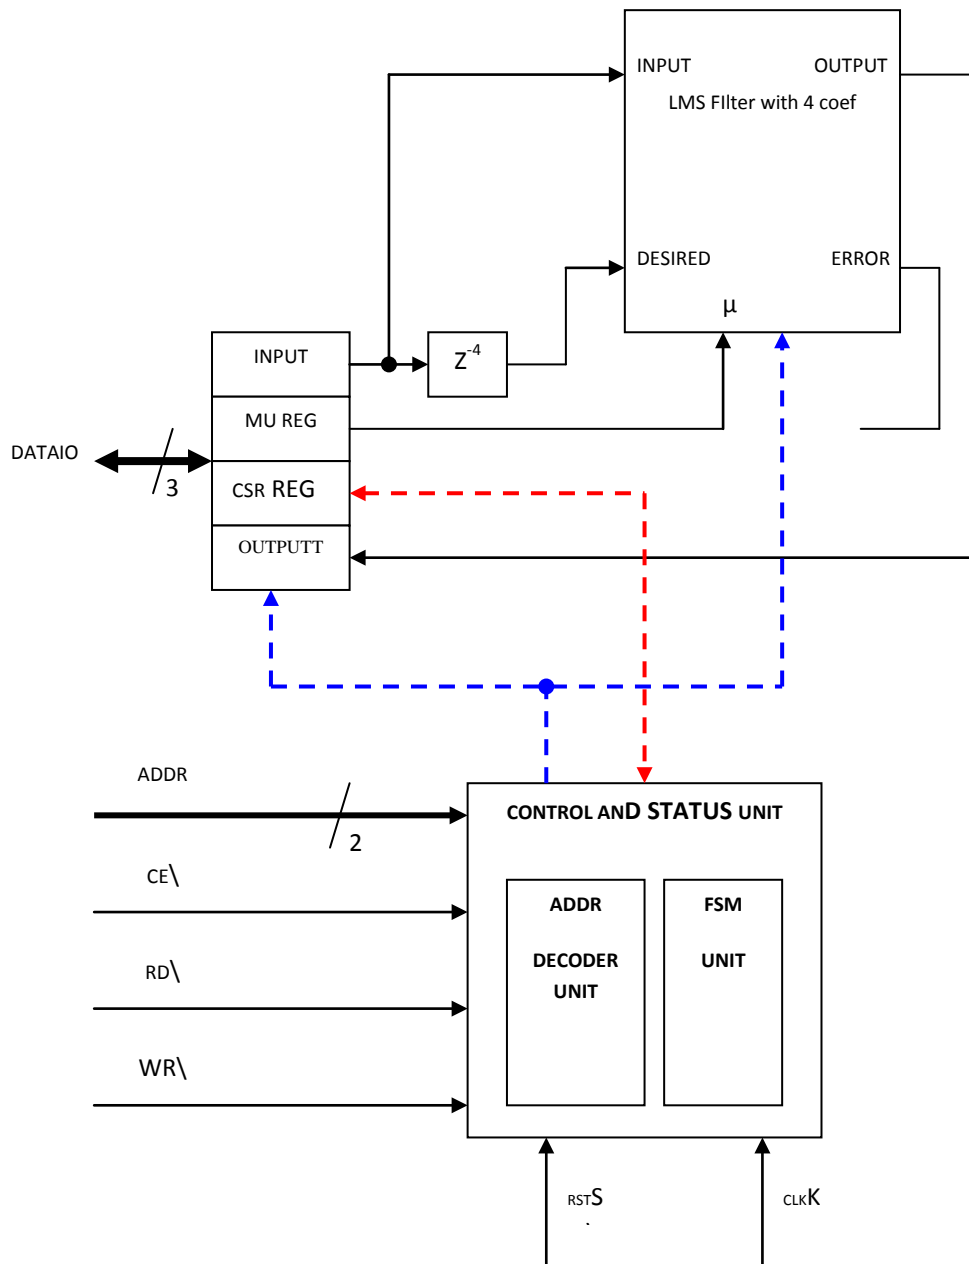 INPUT
OUTPUT
LMS FIlter with 4 coef
DESIRED
ERROR
µ
INPUT
Z-4
MU REG
DATAIO
3
CSR REG
OUTPUTT
ADDR
2
CONTROL AND STATUS UNIT
CE\
ADDR
DECODER
UNIT
FSM
UNIT
RD\
WR\
RSTS
\
CLKK